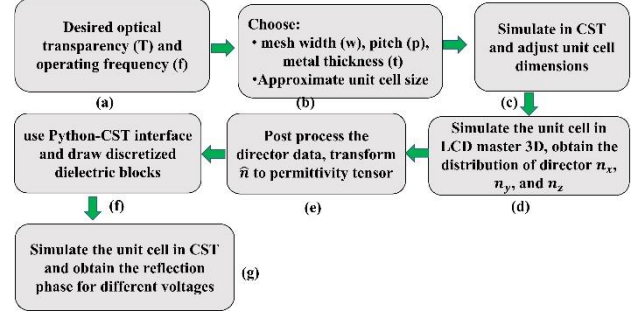 Desired optical
transparency (T) and
operating frequency (f)
(a)
Choose:
• mesh width (w), pitch (p),
metal thickness (t)
•Approximate unit cell size
(b)
Simulate in CST
and adjust unit cell
dimensions
(c)
Simulate the unit cell in
LCD master 3D, obtain the
distribution of director nₓ,
n_y, and n_z
(d)
Post process the
director data, transform
n̂ to permittivity tensor
(e)
use Python-CST interface
and draw discretized
dielectric blocks
(f)
Simulate the unit cell in CST
and obtain the reflection
phase for different voltages
(g)